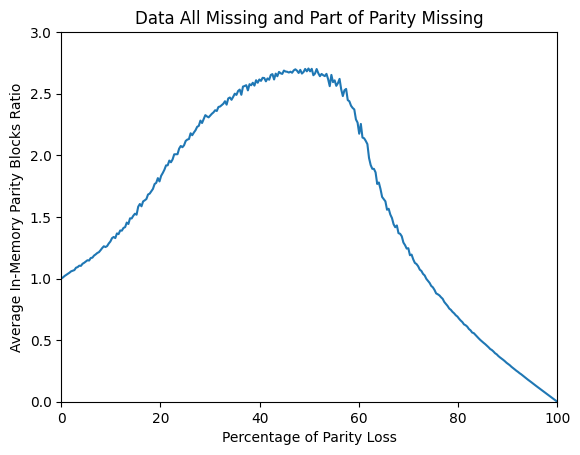 Data All Missing and Part of Parity Missing
Average In-Memory Parity Blocks Ratio
3.0
2.5
2.0
1.5
1.0
0.5
0.0
0 20 40 60 80 100
Percentage of Parity Loss